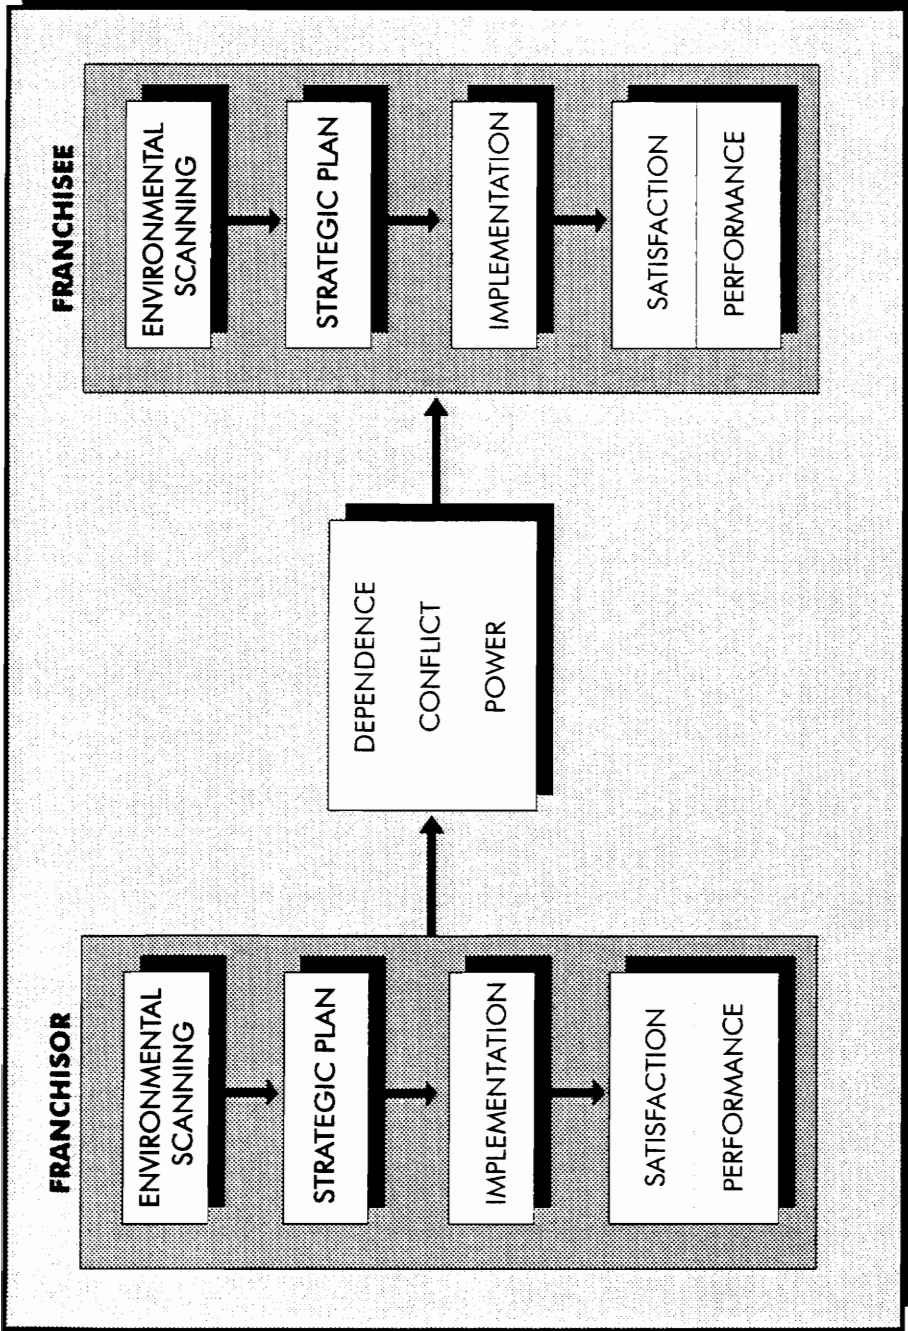 FRANCHISOR
ENVIRONMENTAL
SCANNING
STRATEGIC PLAN
IMPLEMENTATION
SATISFACTION
PERFORMANCE
DEPENDENCE
CONFLICT
POWER
FRANCHISEE
ENVIRONMENTAL
SCANNING
STRATEGIC PLAN
IMPLEMENTATION
SATISFACTION
PERFORMANCE